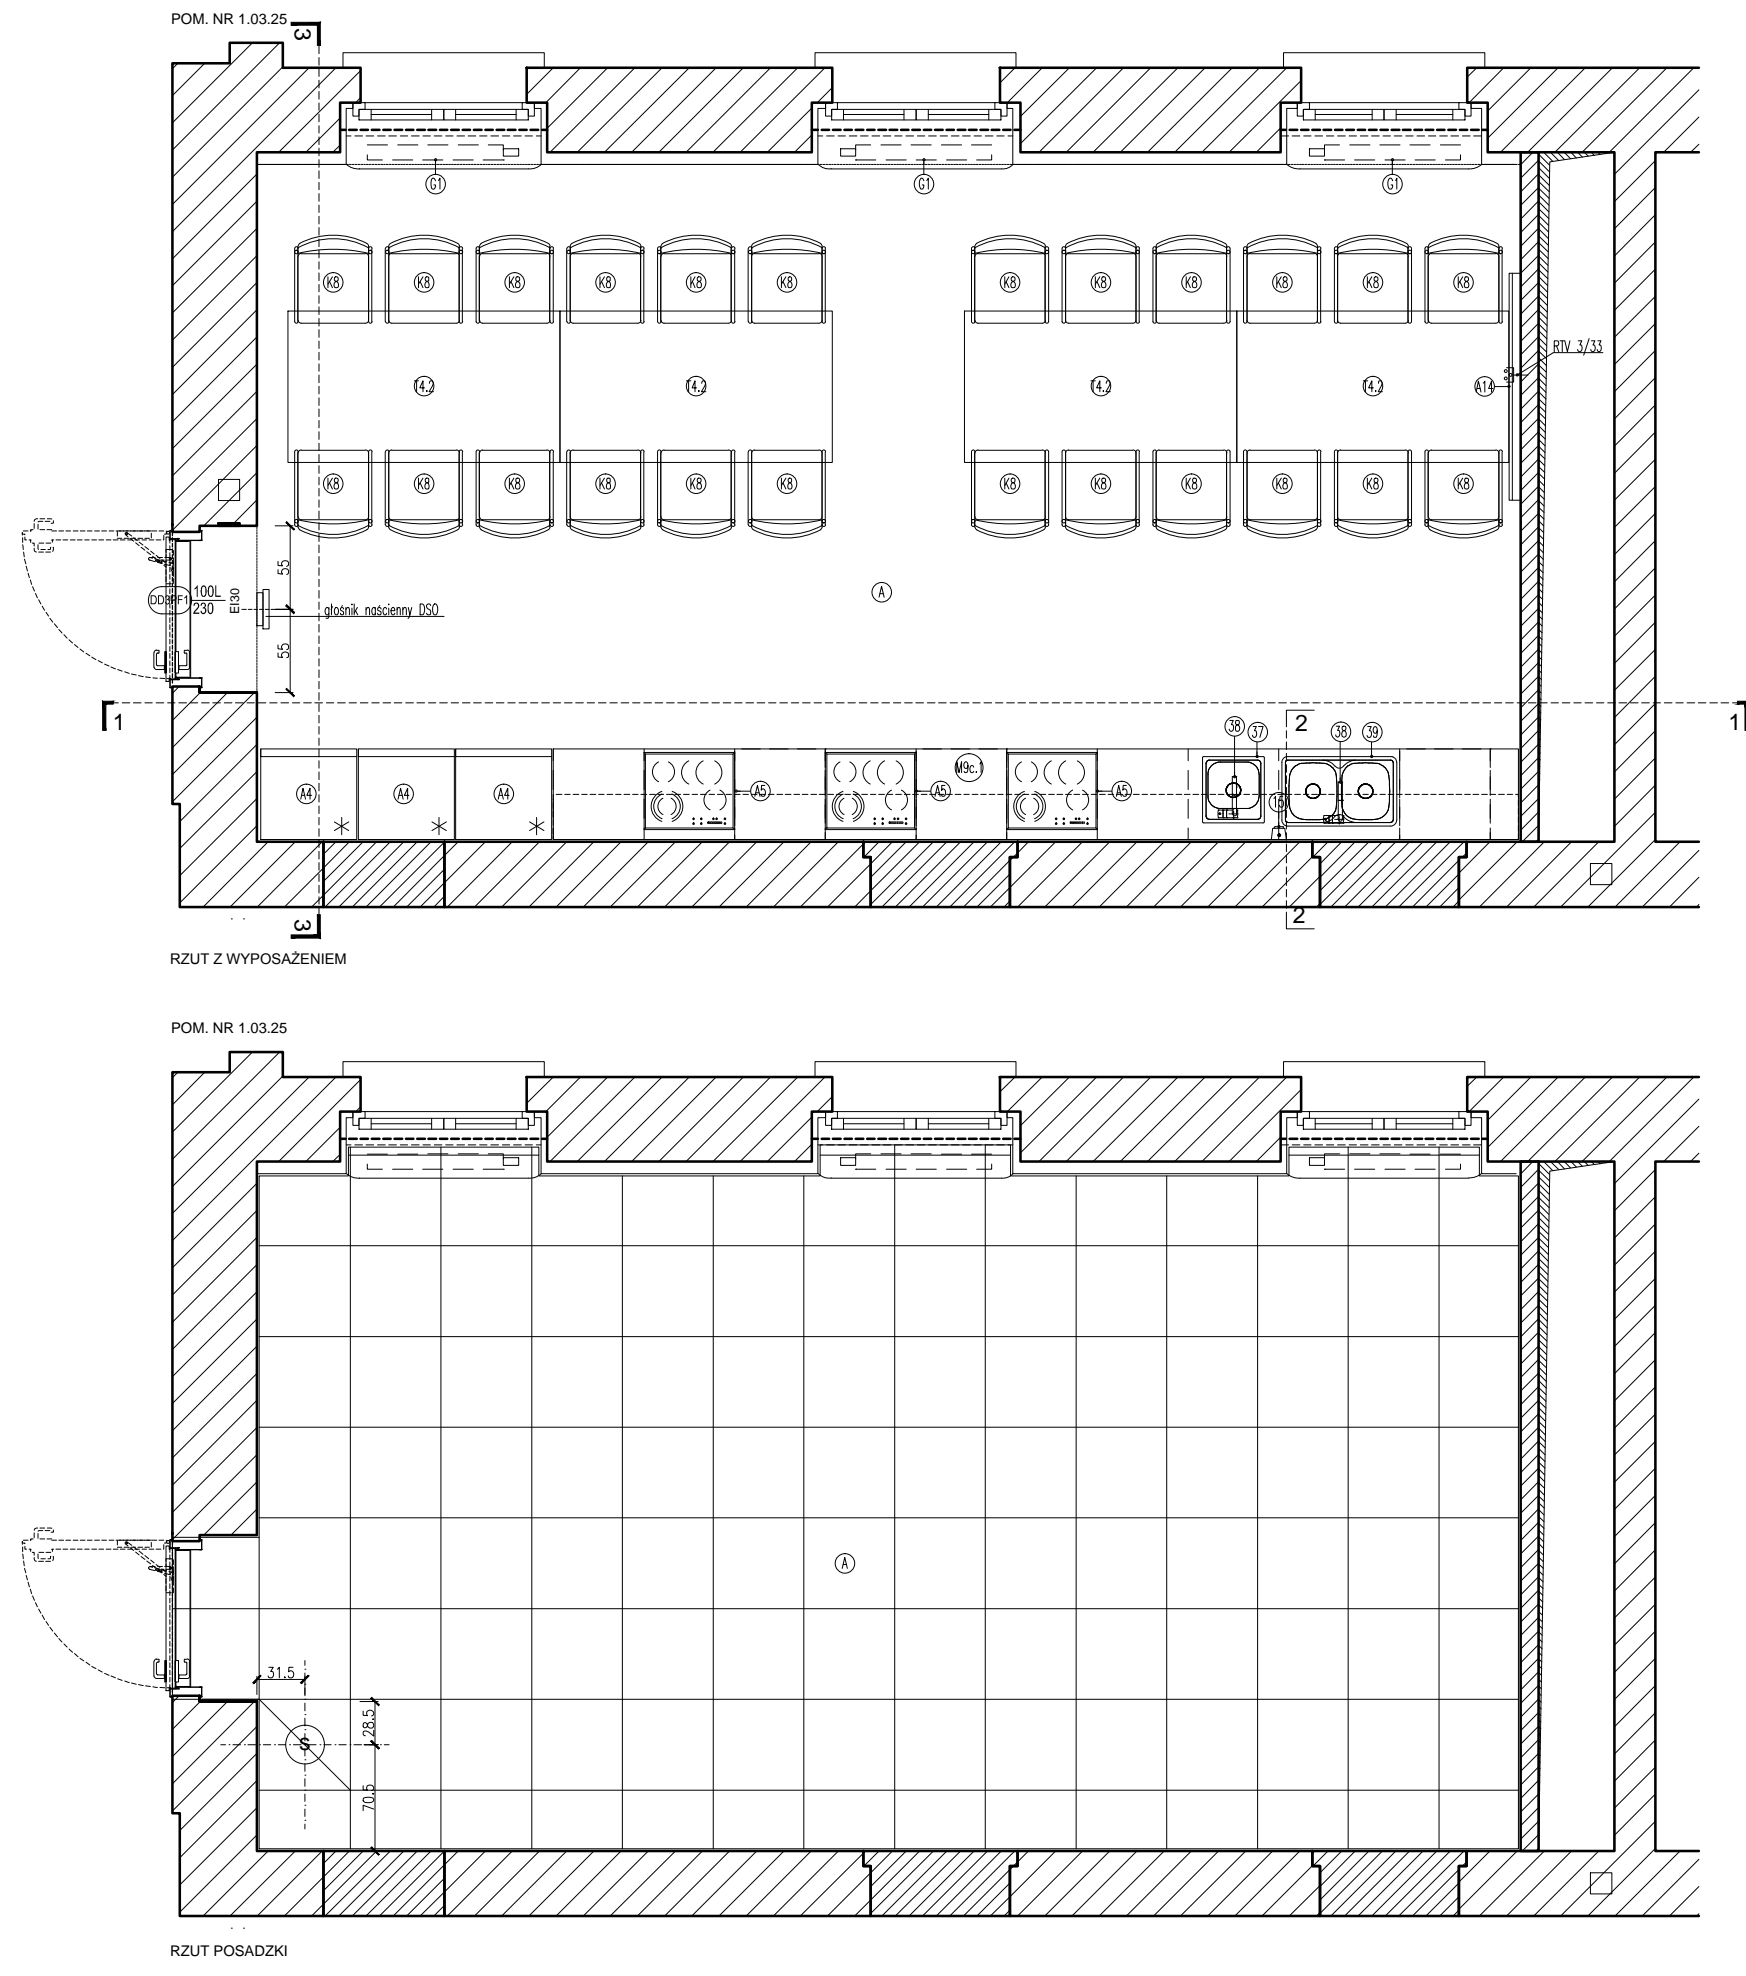 POM. NR 1.03.25
3
G1 G1 G1
K8 K8 K8 K8 K8 K8 K8 K8 K8 K8 K8 K8
RTV 3/33
T4.2 T4.2 T4.2 T4.2 A14
K8 K8 K8 K8 K8 K8 K8 K8 K8 K8 K8 K8
55
100L
230
EI30
A
głośnik naścienny DSO
55
1 1
2
38 37 38 39
M9c.1
A4 A4 A4 A5 A5 A5
15
3
2
RZUT Z WYPOSAŻENIEM
POM. NR 1.03.25
A
31.5
28.5
S
70.5
RZUT POSADZKI